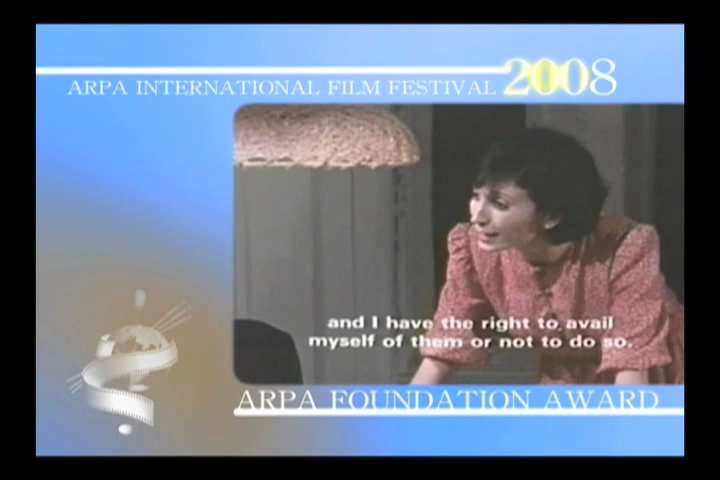 ARPA INTERNATIONAL FILM FESTIVAL 2008
and I have the right to avail
myself of them or not to do so.
ARPA FOUNDATION AWARD